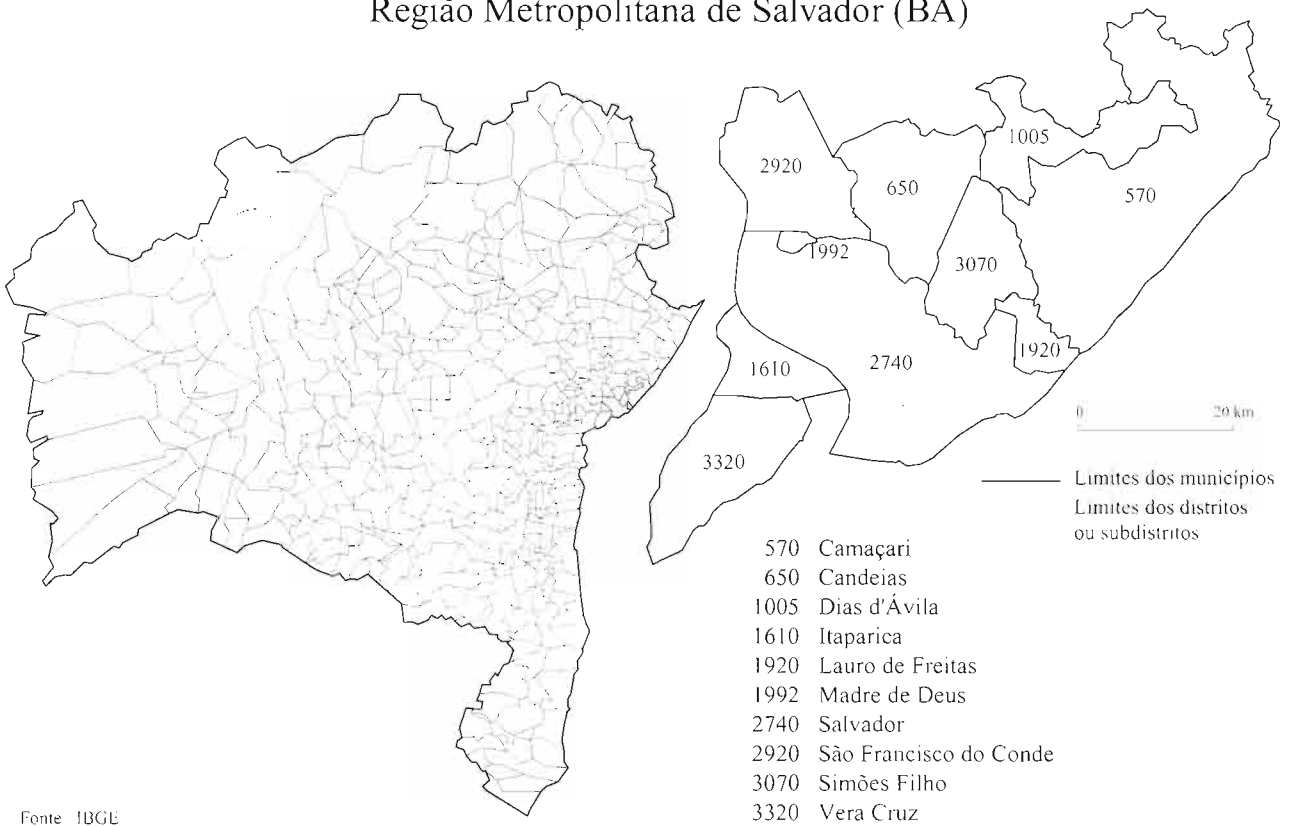 Região Metropolitana de Salvador (BA)
1005
2920
650
570
1992
3070
1920
1610
2740
3320
0 20 km
Limites dos municípios
Limites dos distritos
ou subdistritos
570 Camaçari
650 Candeias
1005 Dias d'Ávila
1610 Itaparica
1920 Lauro de Freitas
1992 Madre de Deus
2740 Salvador
2920 São Francisco do Conde
3070 Simões Filho
3320 Vera Cruz
Fonte IBGE